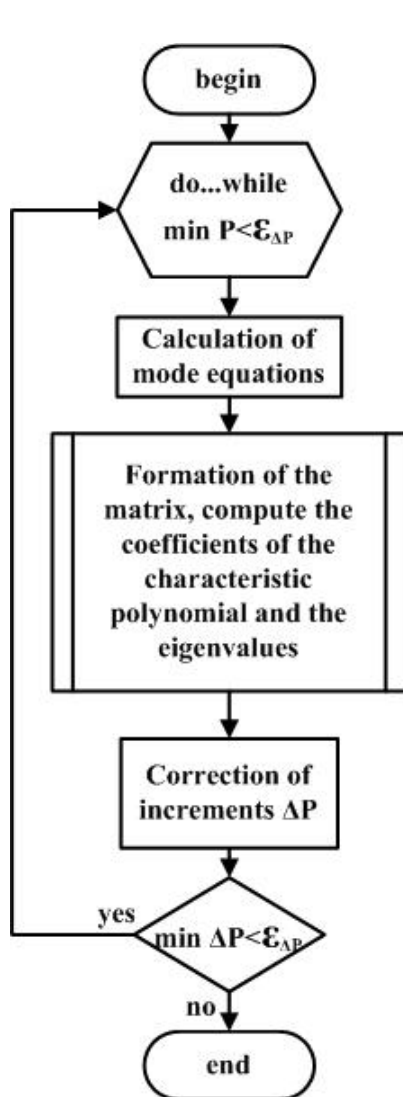 begin
do...while
min P<ε_ΔP
Calculation of
mode equations
Formation of the
matrix, compute the
coefficients of the
characteristic
polynomial and the
eigenvalues
Correction of
increments ΔP
yes
min ΔP<ε_ΔP
no
end